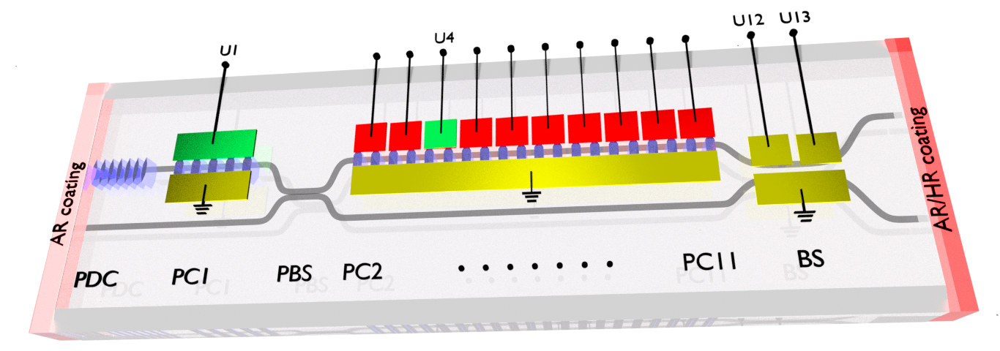 U1
U4
U12
U13
AR coating
AR/HR coating
PDC
PC1
PBS
PC2
.......
PC11
BS